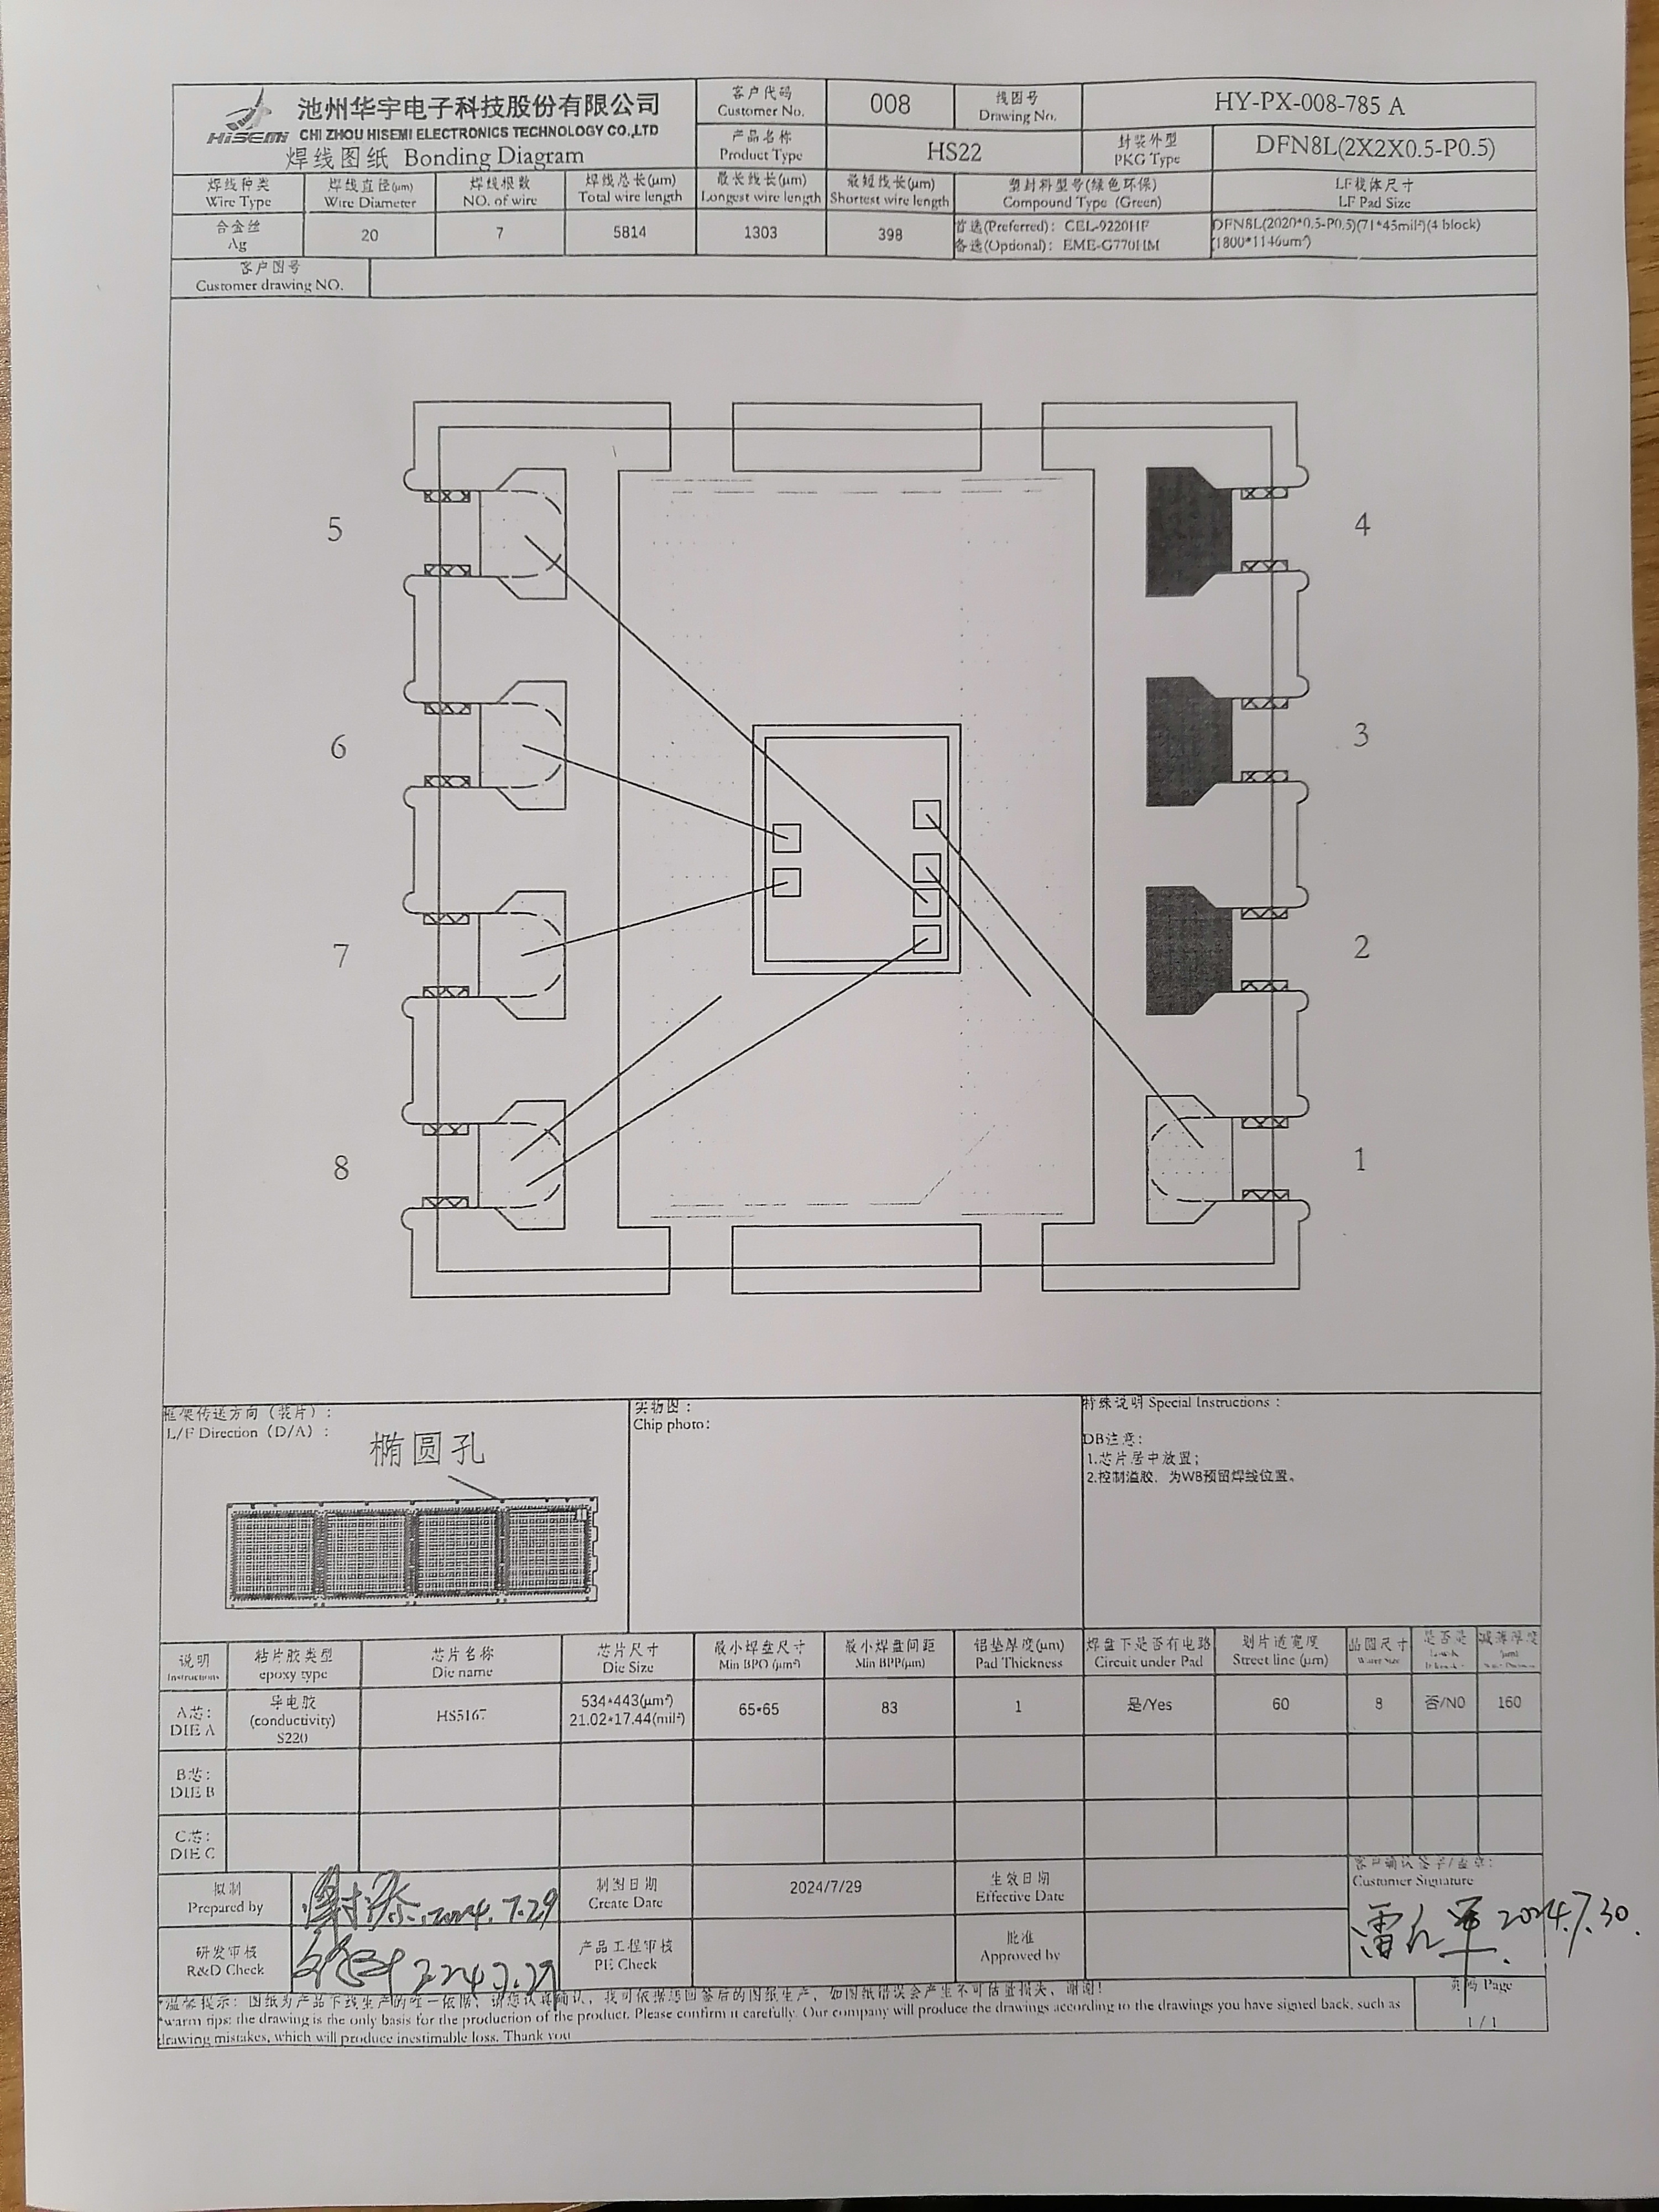 HISEMI
池州华宇电子科技股份有限公司
CHI ZHOU HISEMI ELECTRONICS TECHNOLOGY CO.,LTD
焊线图纸 Bonding Diagram
客户代码
Customer No.
008
线图号
Drawing No.
HY-PX-008-785 A
产品名称
Product Type
HS22
封装外型
PKG Type
DFN8L(2X2X0.5-P0.5)
焊线种类
Wire Type
焊线直径(μm)
Wire Diameter
焊线根数
NO. of wire
焊线总长(μm)
Total wire length
最长线长(μm)
Longest wire length
最短线长(μm)
Shortest wire length
塑封料型号(绿色环保)
Compound Type (Green)
LF载体尺寸
LF Pad Size
合金丝
Ag
20
7
5814
1303
398
首选(Preferred): CEL-9220HF
备选(Optional): EME-G770HM
DFN8L(2020*0.5-P0.5)(71*45mil²)(4 block)
(1800*1146um²)
客户图号
Customer drawing NO.
5
4
6
3
7
2
8
1
框架传送方向(装片):
L/F Direction (D/A):
椭圆孔
实物图:
Chip photo:
特殊说明 Special Instructions:
DB注意:
1.芯片居中放置;
2.控制溢胶,为WB预留焊线位置。
说明
Instructions
粘片胶类型
epoxy type
芯片名称
Die name
芯片尺寸
Die Size
最小焊盘尺寸
Min BPO (μm²)
最小焊盘间距
Min BPP(μm)
铝垫厚度(μm)
Pad Thickness
焊盘下是否有电路
Circuit under Pad
划片道宽度
Street line (μm)
晶圆尺寸
Wafer Size
是否是
减薄厚度
(μm)
A芯:
DIE A
导电胶
(conductivity)
S220
HS5167
534*443(μm²)
21.02*17.44(mil²)
65*65
83
1
是/Yes
60
8
否/NO
160
B芯:
DIE B
C芯:
DIE C
拟制
Prepared by
2024.7.29
制图日期
Create Date
2024/7/29
生效日期
Effective Date
客户确认签字/盖章:
Customer Signature
2024.7.30.
研发审核
R&D Check
2024.7.29
产品工程审核
PE Check
批准
Approved by
*温馨提示: 图纸为产品下线生产的唯一依据, 请您认真确认, 我司依据您回签后的图纸生产, 如图纸错误会产生不可估量损失, 谢谢!
*warm tips: the drawing is the only basis for the production of the product. Please confirm it carefully. Our company will produce the drawings according to the drawings you have signed back, such as
drawing mistakes, which will produce inestimable loss. Thank you
页码 Page
1 / 1